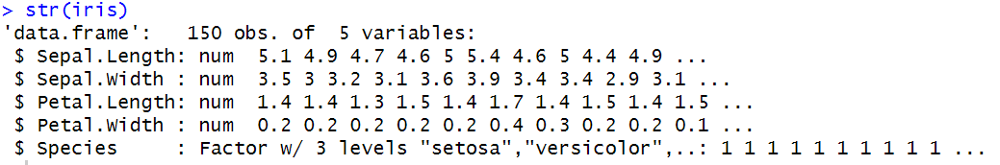 > str(iris)
'data.frame':   150 obs. of  5 variables:
 $ Sepal.Length: num  5.1 4.9 4.7 4.6 5 5.4 4.6 5 4.4 4.9 ...
 $ Sepal.Width : num  3.5 3 3.2 3.1 3.6 3.9 3.4 3.4 2.9 3.1 ...
 $ Petal.Length: num  1.4 1.4 1.3 1.5 1.4 1.7 1.4 1.5 1.4 1.5 ...
 $ Petal.Width : num  0.2 0.2 0.2 0.2 0.2 0.4 0.3 0.2 0.2 0.1 ...
 $ Species     : Factor w/ 3 levels "setosa","versicolor",..: 1 1 1 1 1 1 1 1 1 1 ...